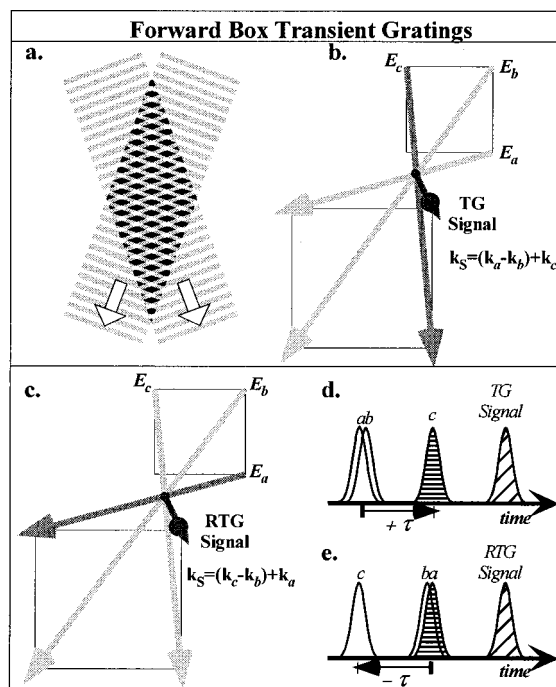 Forward Box Transient Gratings
a.
b.
E_c
E_b
E_a
TG
Signal
k_S=(k_a-k_b)+k_c
c.
E_c
E_b
E_a
RTG
Signal
k_S=(k_c-k_b)+k_a
d.
ab
c
TG
Signal
time
+ τ
e.
c
ba
RTG
Signal
time
− τ